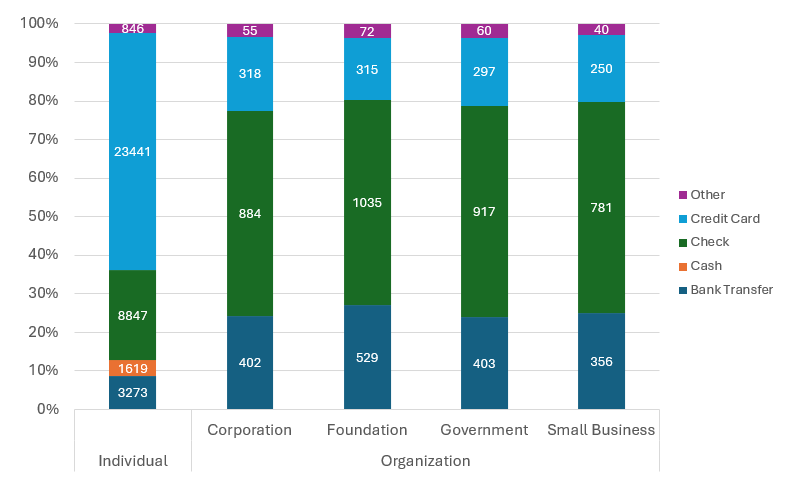 100%
846
55
72
60
40
90%
318
315
297
250
80%
70%
23441
60%
50%
884
1035
917
781
40%
30%
8847
20%
402
529
403
356
10%
1619
3273
0%
Other
Credit Card
Check
Cash
Bank Transfer
Corporation
Foundation
Government
Small Business
Individual
Organization